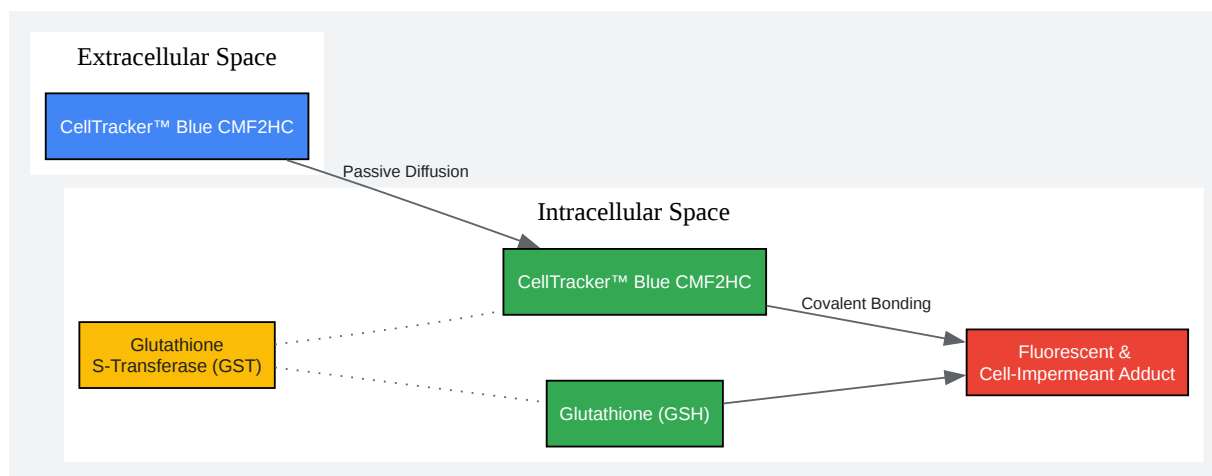 Extracellular Space
CellTracker™ Blue CMF2HC
Passive Diffusion
Intracellular Space
CellTracker™ Blue CMF2HC
Covalent Bonding
Glutathione
S-Transferase (GST)
Fluorescent &
Cell-Impermeant Adduct
Glutathione (GSH)